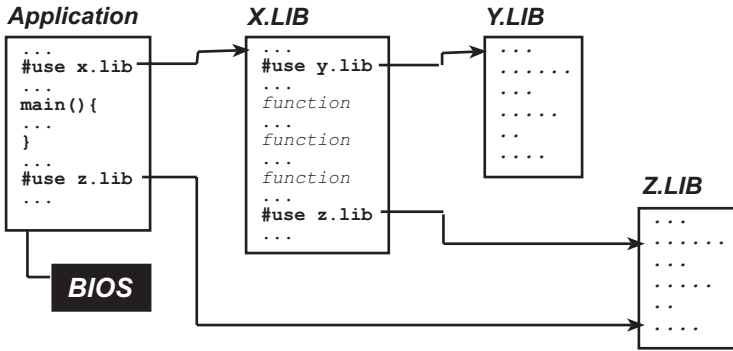 Application
...
#use x.lib
...
main(){
...
}
...
#use z.lib
...
BIOS
X.LIB
...
#use y.lib
...
function
...
function
...
function
...
#use z.lib
...
Y.LIB
...
......
...
.....
..
....
Z.LIB
...
......
...
.....
..
....